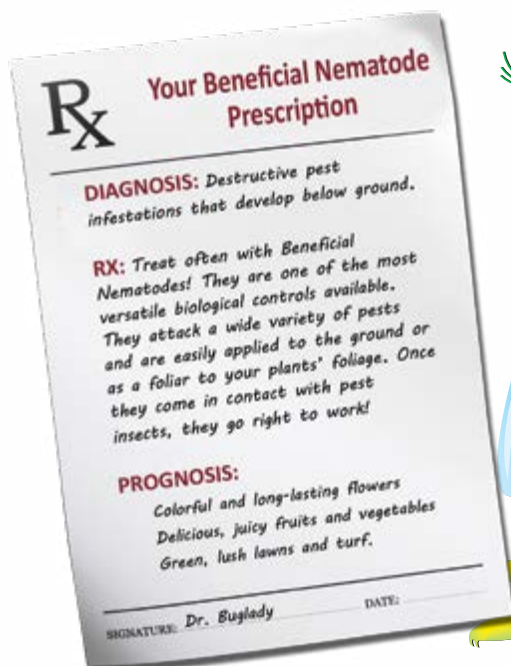 Rx
Your Beneficial Nematode
Prescription
DIAGNOSIS: Destructive pest
infestations that develop below ground.
RX: Treat often with Beneficial
Nematodes! They are one of the most
versatile biological controls available.
They attack a wide variety of pests
and are easily applied to the ground or
as a foliar to your plants' foliage. Once
they come in contact with pest
insects, they go right to work!
PROGNOSIS:
Colorful and long-lasting flowers
Delicious, juicy fruits and vegetables
Green, lush lawns and turf.
SIGNATURE: Dr. Buglady DATE: